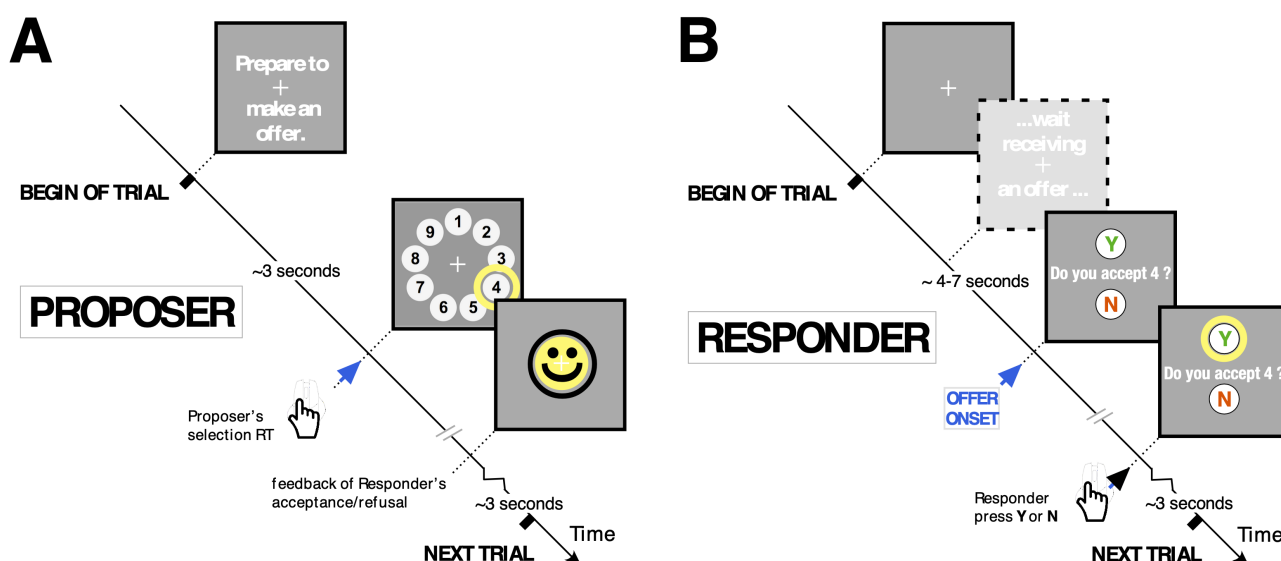 A
Prepare to
+
make an
offer.
BEGIN OF TRIAL
~3 seconds
1
2
3
4
5
6
7
8
9
+
PROPOSER
Proposer's
selection RT
feedback of Responder's
acceptance/refusal
~3 seconds
Time
NEXT TRIAL
B
+
...wait
receiving
+
an offer ...
BEGIN OF TRIAL
~ 4-7 seconds
Y
Do you accept 4 ?
N
RESPONDER
OFFER
ONSET
Y
Do you accept 4 ?
N
Responder
press Y or N
~3 seconds
Time
NEXT TRIAL